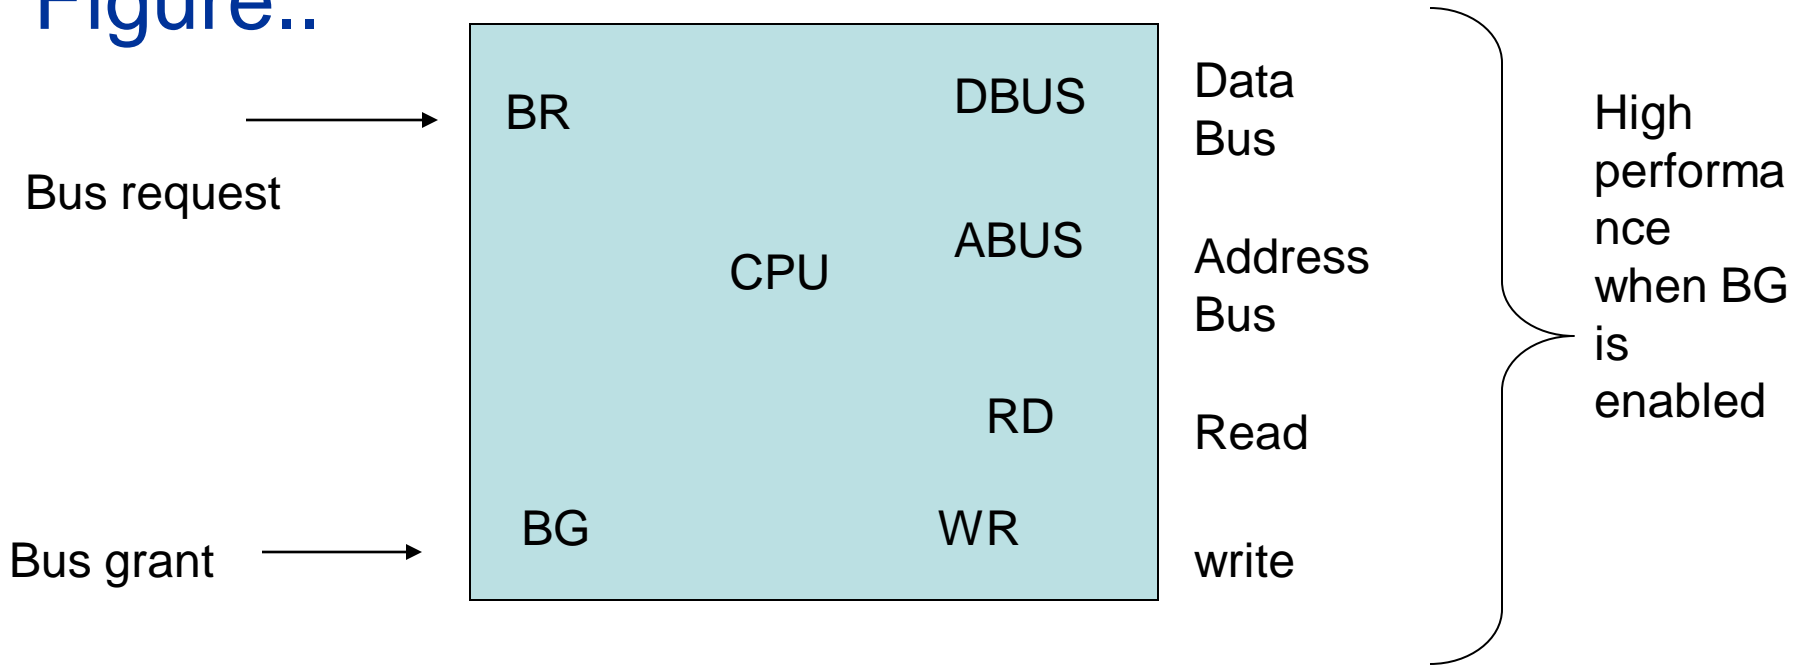 Figure..
Bus request
Bus grant
BR
CPU
BG
DBUS
ABUS
RD
WR
Data
Bus
Address
Bus
Read
write
High
performa
nce
when BG
is
enabled